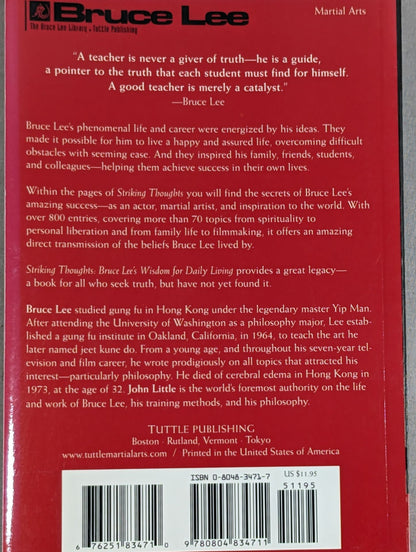 Bruce Lee
The Bruce Lee Library • Tuttle Publishing
Martial Arts
"A teacher is never a giver of truth—he is a guide,
a pointer to the truth that each student must find for himself.
A good teacher is merely a catalyst."
—Bruce Lee
Bruce Lee's phenomenal life and career were energized by his ideas. They
made it possible for him to live a happy and assured life, overcoming difficult
obstacles with seeming ease. And they inspired his family, friends, students,
and colleagues—helping them achieve success in their own lives.
Within the pages of Striking Thoughts you will find the secrets of Bruce Lee's
amazing success—as an actor, martial artist, and inspiration to the world. With
over 800 entries, covering more than 70 topics from spirituality to
personal liberation and from family life to filmmaking, it offers an amazing
direct transmission of the beliefs Bruce Lee lived by.
Striking Thoughts: Bruce Lee's Wisdom for Daily Living provides a great legacy—
a book for all who seek truth, but have not yet found it.
Bruce Lee studied gung fu in Hong Kong under the legendary master Yip Man.
After attending the University of Washington as a philosophy major, Lee estab-
lished a gung fu institute in Oakland, California, in 1964, to teach the art he
later named jeet kune do. From a young age, and throughout his seven-year tel-
evision and film career, he wrote prodigiously on all topics that attracted his
interest—particularly philosophy. He died of cerebral edema in Hong Kong in
1973, at the age of 32. John Little is the world's foremost authority on the life
and work of Bruce Lee, his training methods, and his philosophy.
TUTTLE PUBLISHING
Boston · Rutland, Vermont · Tokyo
www.tuttlemartialarts.com / Printed in the United States of America
ISBN 0-8048-3471-7
US $11.95
51195
6 76251 83471 0
9 780804 834711